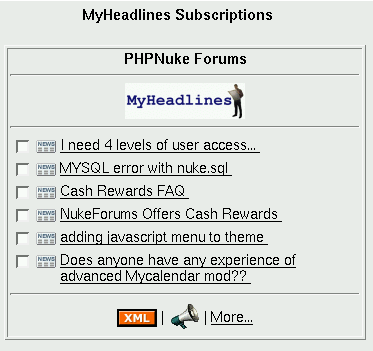 MyHeadlines Subscriptions
PHPNuke Forums
MyHeadlines
NEWS I need 4 levels of user access...
NEWS MYSQL error with nuke.sql
NEWS Cash Rewards FAQ
NEWS NukeForums Offers Cash Rewards
NEWS adding javascript menu to theme
NEWS Does anyone have any experience of
advanced Mycalendar mod??
XML | | More...